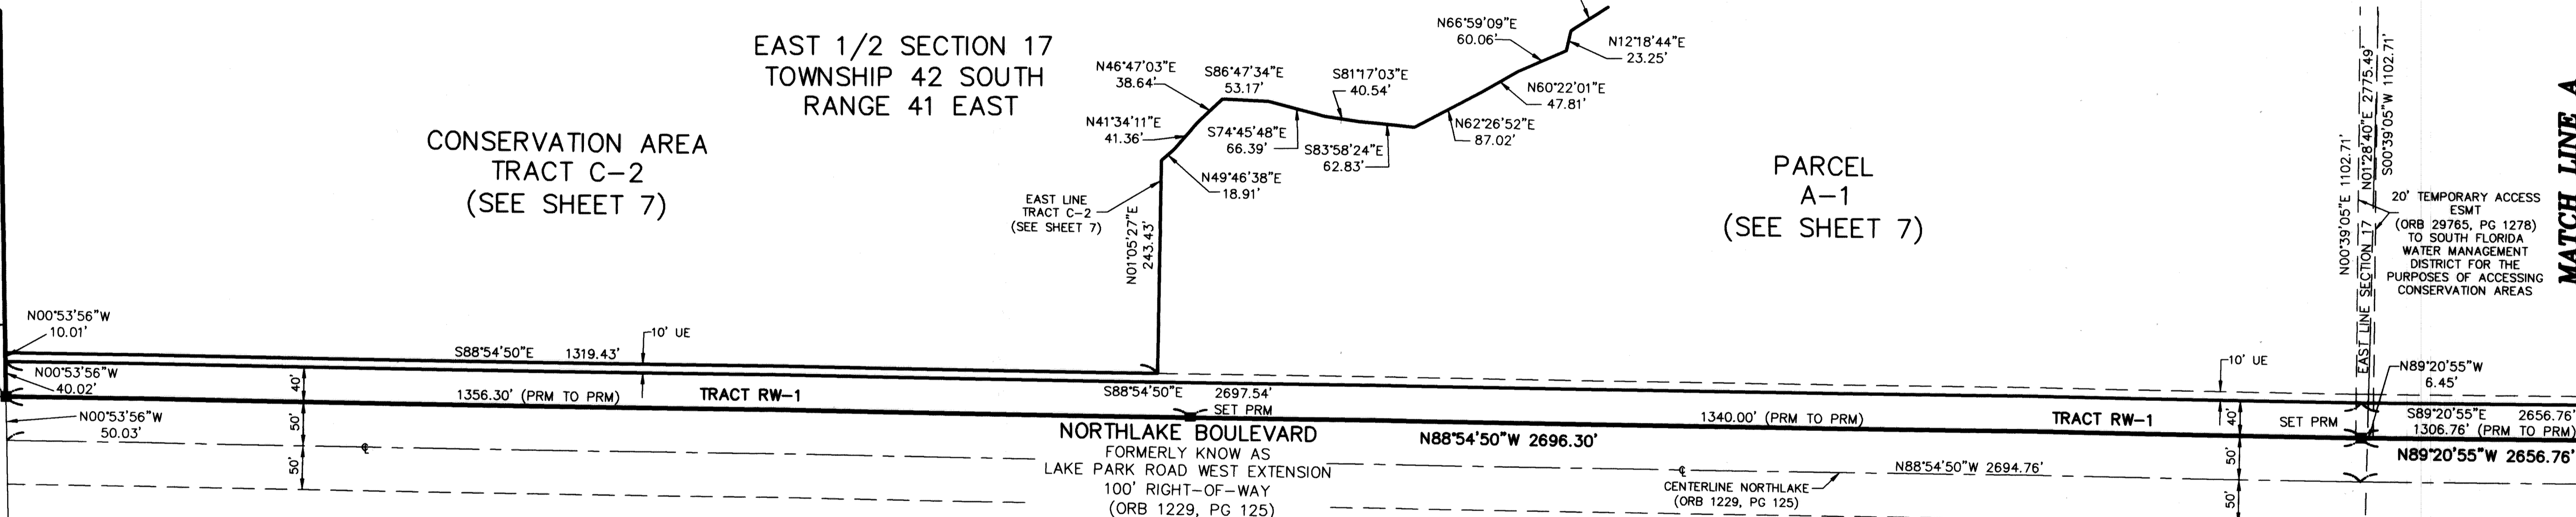 EAST 1/2 SECTION 17
TOWNSHIP 42 SOUTH
RANGE 41 EAST
CONSERVATION AREA
TRACT C-2
(SEE SHEET 7)
N46°47'03"E
38.64'
S86°47'34"E
53.17'
S81°17'03"E
40.54'
N66°59'09"E
60.06'
N12°18'44"E
23.25'
N41°34'11"E
41.36'
S74°45'48"E
66.39'
S83°58'24"E
62.83'
N60°22'01"E
47.81'
N62°26'52"E
87.02'
N49°46'38"E
18.91'
EAST LINE
TRACT C-2
(SEE SHEET 7)
N01°05'27"E
243.43'
PARCEL
A-1
(SEE SHEET 7)
N00°39'05"E 1102.71'
EAST LINE SECTION 17 N01°28'40"E 2775.49'
S00°39'05"W 1102.71'
20' TEMPORARY ACCESS
ESMT
(ORB 29765, PG 1278)
TO SOUTH FLORIDA
WATER MANAGEMENT
DISTRICT FOR THE
PURPOSES OF ACCESSING
CONSERVATION AREAS
MATCH LINE A
N00°53'56"W
10.01'
N00°53'56"W
40.02'
N00°53'56"W
50.03'
S88°54'50"E 1319.43'
10' UE
40'
50'
50'
1356.30' (PRM TO PRM)
TRACT RW-1
S88°54'50"E 2697.54'
SET PRM
NORTHLAKE BOULEVARD
FORMERLY KNOW AS
LAKE PARK ROAD WEST EXTENSION
100' RIGHT-OF-WAY
(ORB 1229, PG 125)
N88°54'50"W 2696.30'
1340.00' (PRM TO PRM)
TRACT RW-1
CENTERLINE NORTHLAKE
(ORB 1229, PG 125)
N88°54'50"W 2694.76'
10' UE
40'
50'
50'
SET PRM
N89°20'55"W
6.45'
S89°20'55"E 2656.76'
1306.76' (PRM TO PRM)
N89°20'55"W 2656.76'